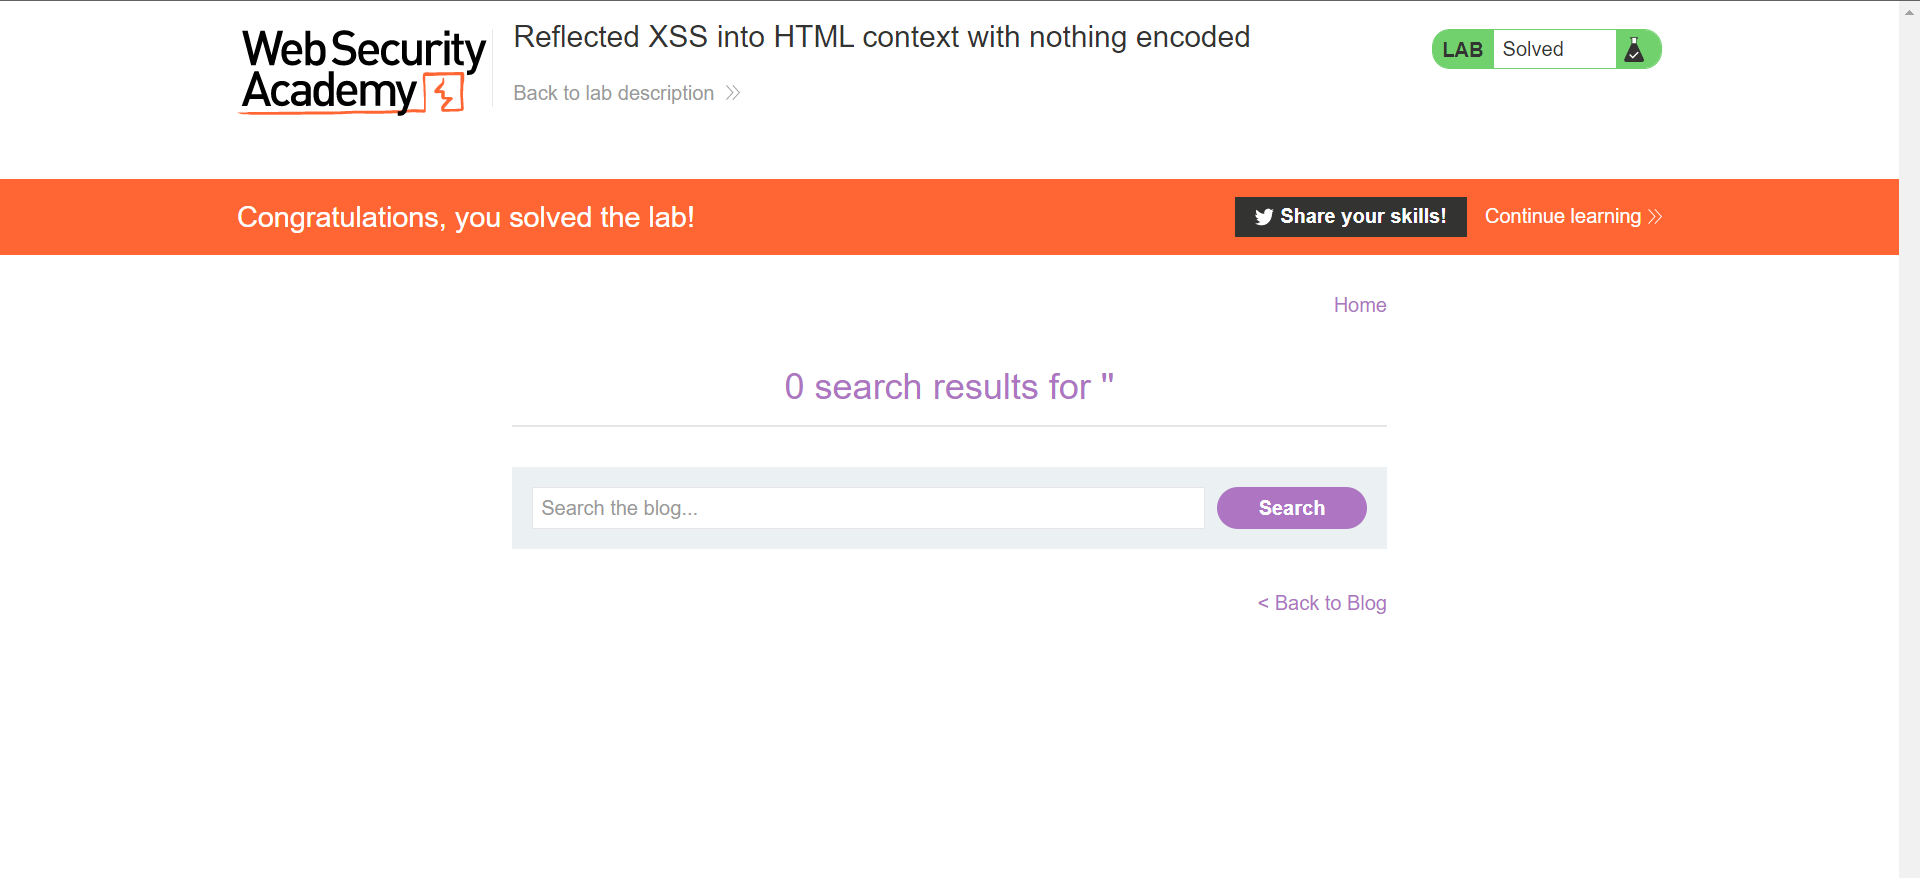 Web Security
Academy
Reflected XSS into HTML context with nothing encoded
Back to lab description
LAB Solved
Congratulations, you solved the lab!
Share your skills!
Continue learning
Home
0 search results for ''
Search the blog...
Search
< Back to Blog